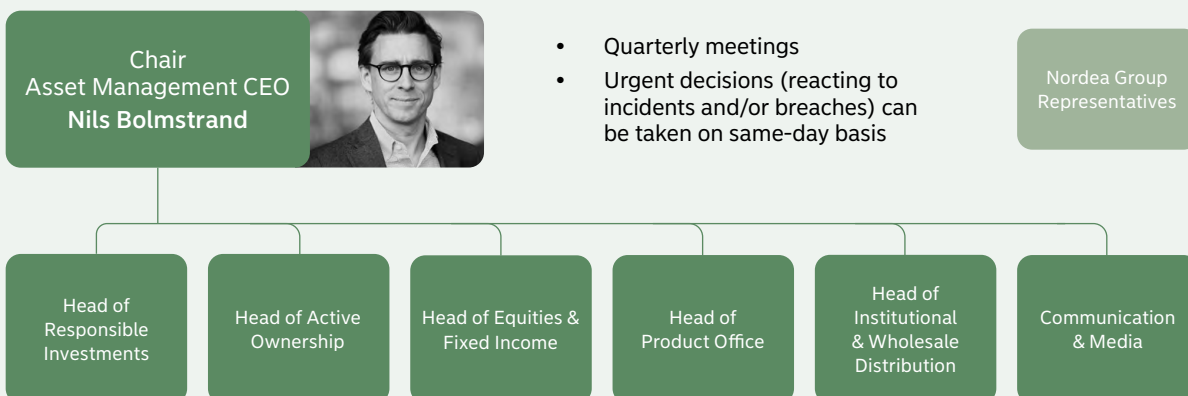 Chair
Asset Management CEO
Nils Bolmstrand
• Quarterly meetings
• Urgent decisions (reacting to
incidents and/or breaches) can
be taken on same-day basis
Nordea Group
Representatives
Head of
Responsible
Investments
Head of Active
Ownership
Head of Equities &
Fixed Income
Head of
Product Office
Head of
Institutional
& Wholesale
Distribution
Communication
& Media